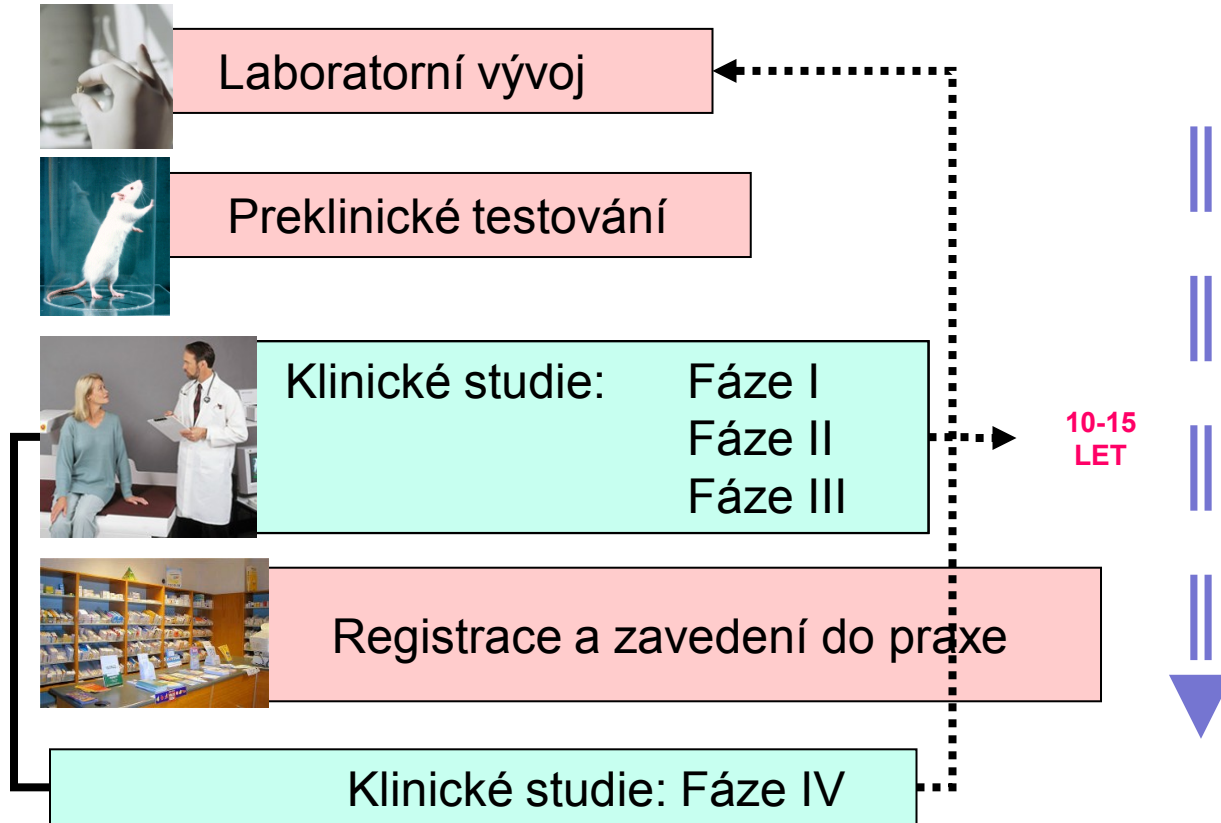 Laboratorní vývoj
Preklinické testování
Klinické studie: Fáze I
Fáze II
Fáze III
10-15
LET
Registrace a zavedení do praxe
Klinické studie: Fáze IV